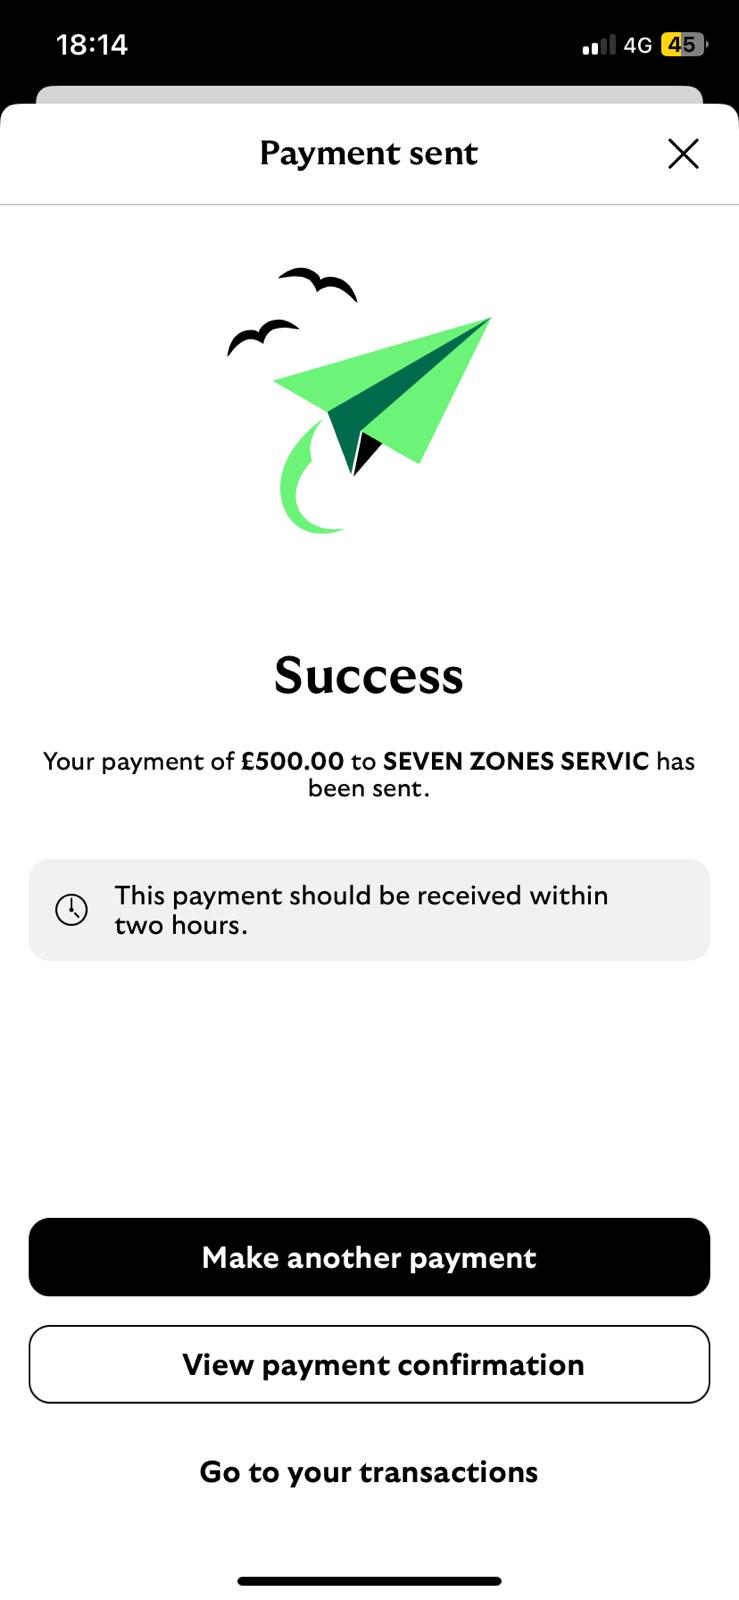 18:14
4G 45
Payment sent
Success
Your payment of £500.00 to SEVEN ZONES SERVIC has
been sent.
This payment should be received within
two hours.
Make another payment
View payment confirmation
Go to your transactions